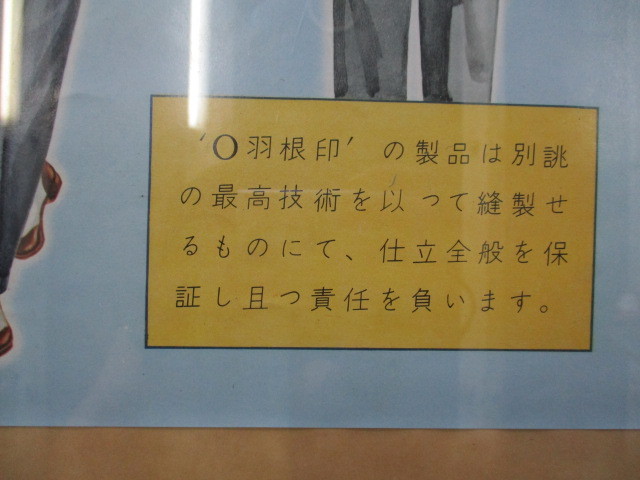 'O羽根印'の製品は別誂
の最高技術を以つて縫製せ
るものにて、仕立全般を保
証し且つ責任を負います。